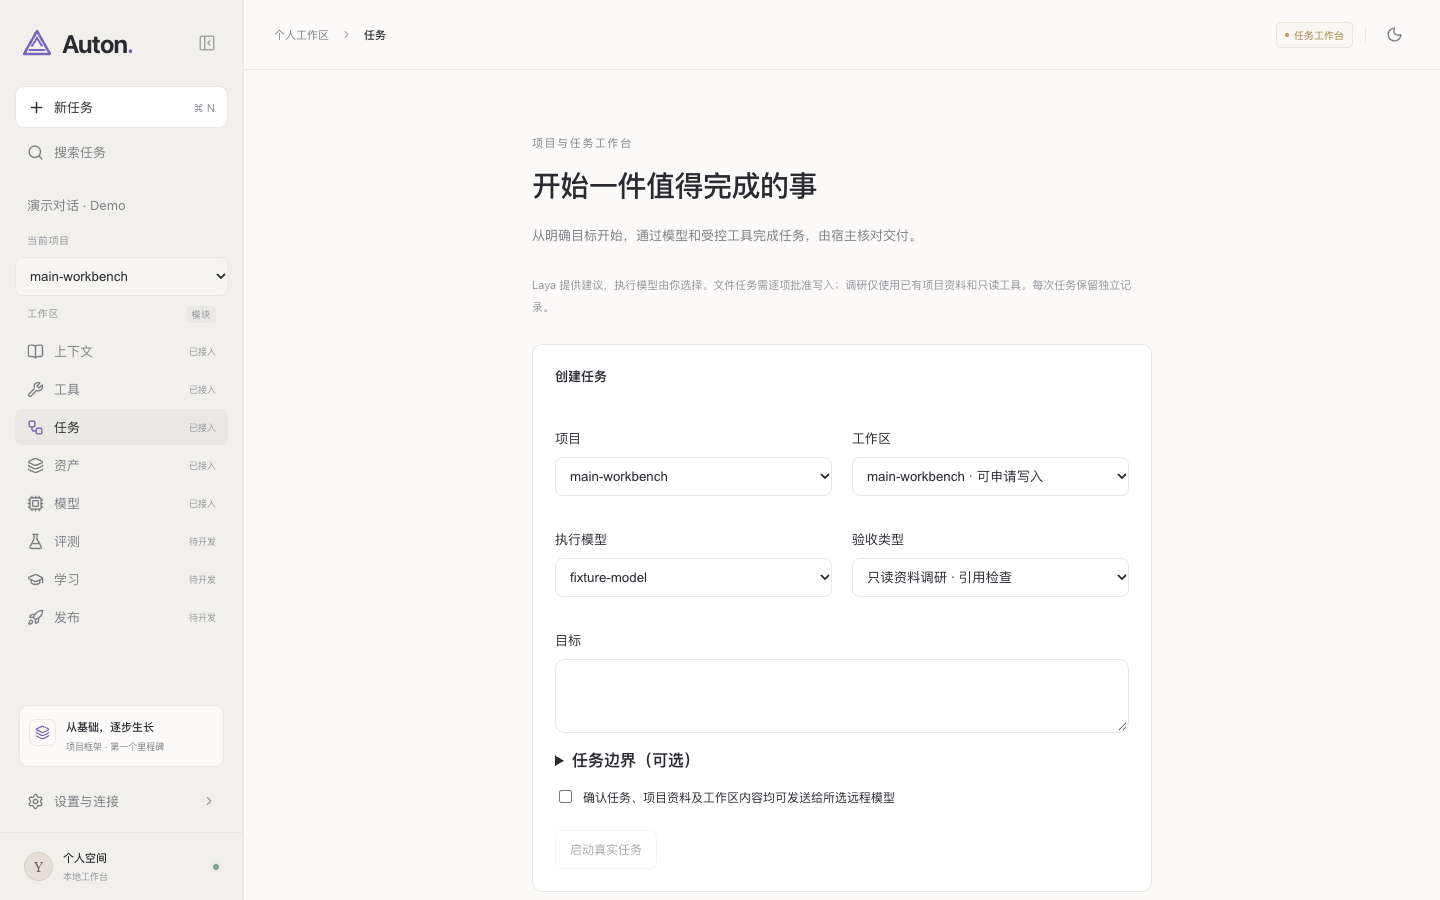 Auton.
新任务 ⌘ N
搜索任务
演示对话 · Demo
当前项目
main-workbench
工作区 模块
上下文 已接入
工具 已接入
任务 已接入
资产 已接入
模型 已接入
评测 待开发
学习 待开发
发布 待开发
从基础，逐步生长
项目框架 · 第一个里程碑
设置与连接
Y
个人空间
本地工作台
个人工作区 任务
任务工作台
项目与任务工作台
开始一件值得完成的事
从明确目标开始，通过模型和受控工具完成任务，由宿主核对交付。
Laya 提供建议，执行模型由你选择。文件任务需逐项批准写入；调研仅使用已有项目资料和只读工具。每次任务保留独立记
录。
创建任务
项目 工作区
main-workbench main-workbench · 可申请写入
执行模型 验收类型
fixture-model 只读资料调研 · 引用检查
目标
任务边界（可选）
确认任务、项目资料及工作区内容均可发送给所选远程模型
启动真实任务